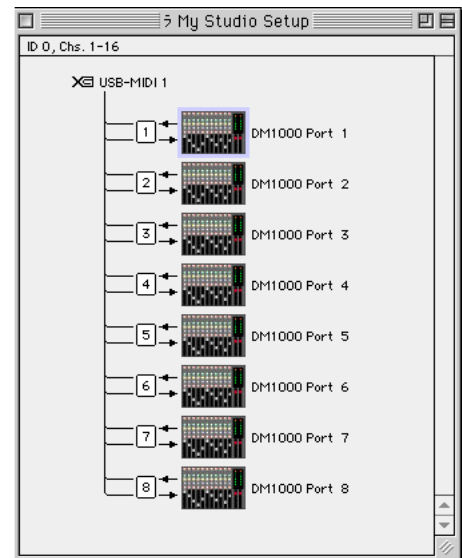 ｦ My Studio Setup
ID 0, Chs. 1-16
USB-MIDI 1
1 DM1000 Port 1
2 DM1000 Port 2
3 DM1000 Port 3
4 DM1000 Port 4
5 DM1000 Port 5
6 DM1000 Port 6
7 DM1000 Port 7
8 DM1000 Port 8